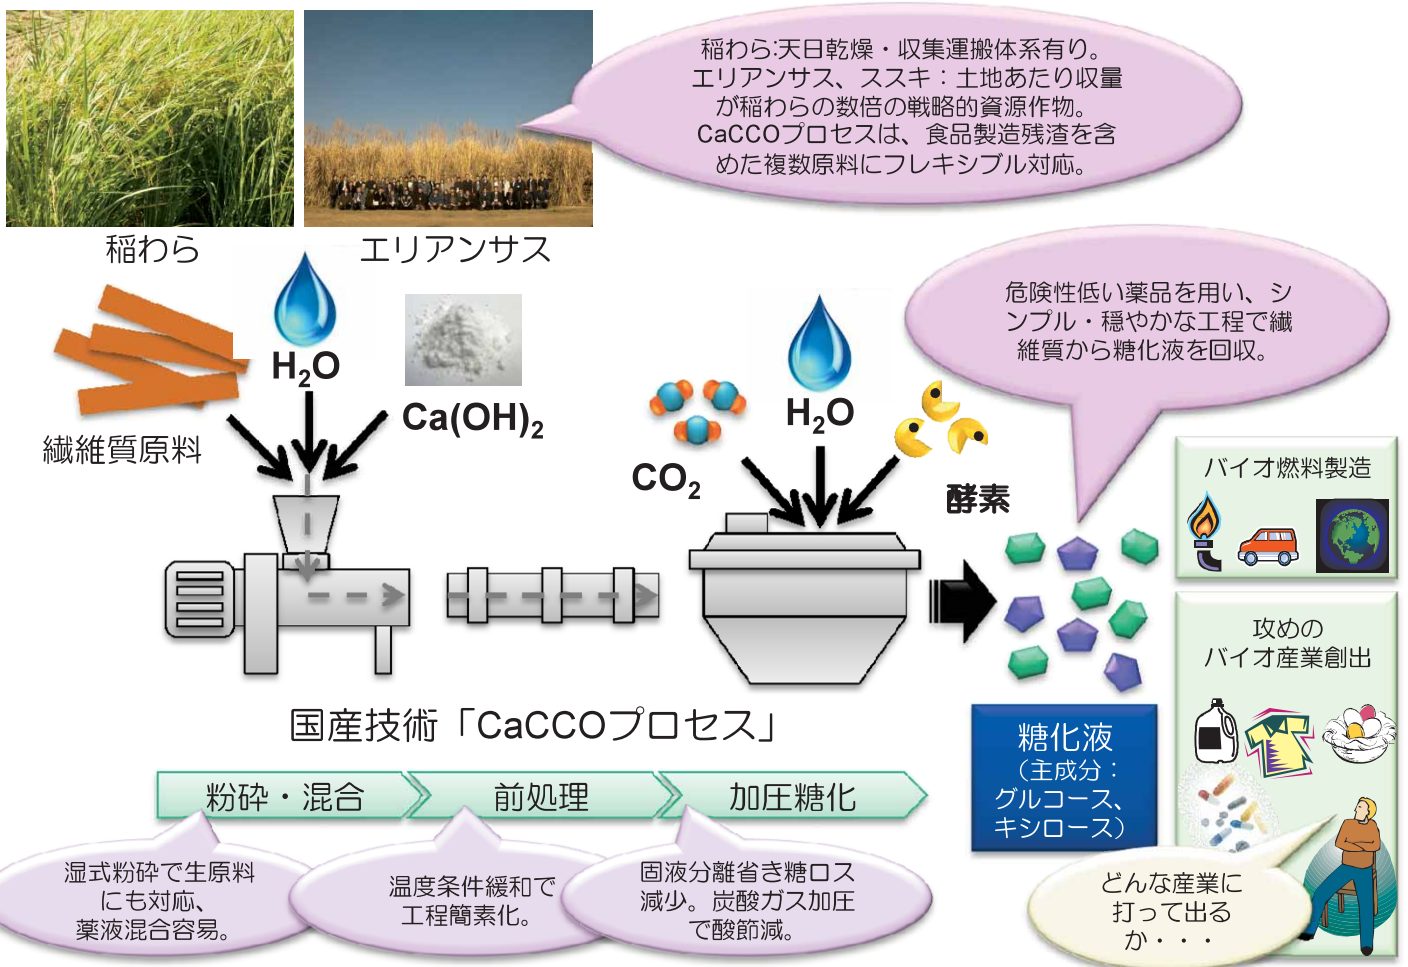 稲わら:天日乾燥・収集運搬体系有り。
エリアンサス、ススキ：土地あたり収量
が稲わらの数倍の戦略的資源作物。
CaCCOプロセスは、食品製造残渣を含
めた複数原料にフレキシブル対応。
稲わら
エリアンサス
危険性低い薬品を用い、シ
ンプル・穏やかな工程で繊
維質から糖化液を回収。
H₂O
Ca(OH)₂
繊維質原料
CO₂
H₂O
酵素
バイオ燃料製造
攻めの
バイオ産業創出
国産技術「CaCCOプロセス」
糖化液
（主成分：
グルコース、
キシロース）
粉砕・混合
前処理
加圧糖化
湿式粉砕で生原料
にも対応、
薬液混合容易。
温度条件緩和で
工程簡素化。
固液分離省き糖ロス
減少。炭酸ガス加圧
で酸節減。
どんな産業に
打って出る
か・・・